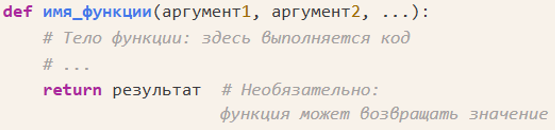 def имя_функции(аргумент1, аргумент2, ...):
# Тело функции: здесь выполняется код
# ...
return результат # Необязательно:
функция может возвращать значение